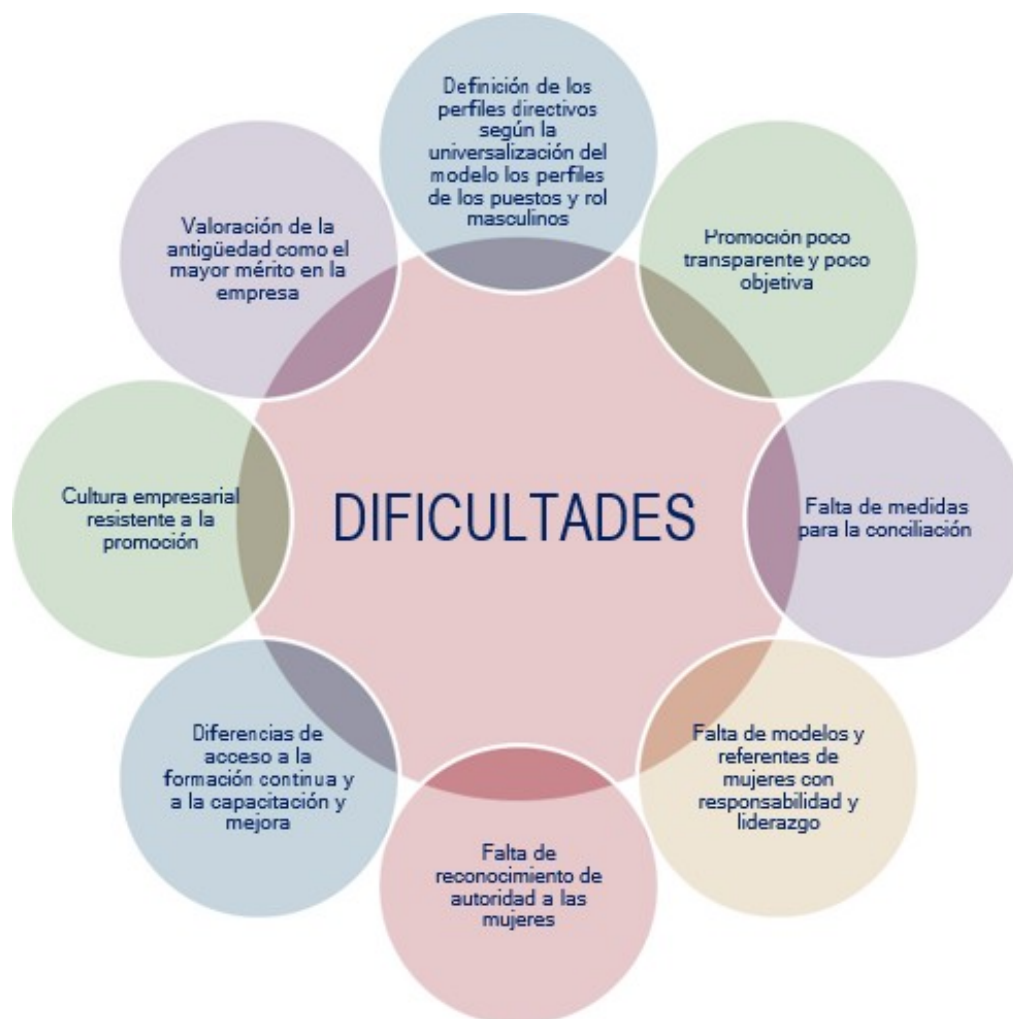 Definición de los
perfiles directivos
según la
universalización del
modelo los perfiles
de los puestos y rol
masculinos
Promoción poco
transparente y poco
objetiva
Falta de medidas
para la conciliación
Falta de modelos y
referentes de
mujeres con
responsabilidad y
liderazgo
Falta de
reconocimiento de
autoridad a las
mujeres
Diferencias de
acceso a la
formación continua y
a la capacitación y
mejora
Cultura empresarial
resistente a la
promoción
Valoración de la
antigüedad como el
mayor mérito en la
empresa
DIFICULTADES